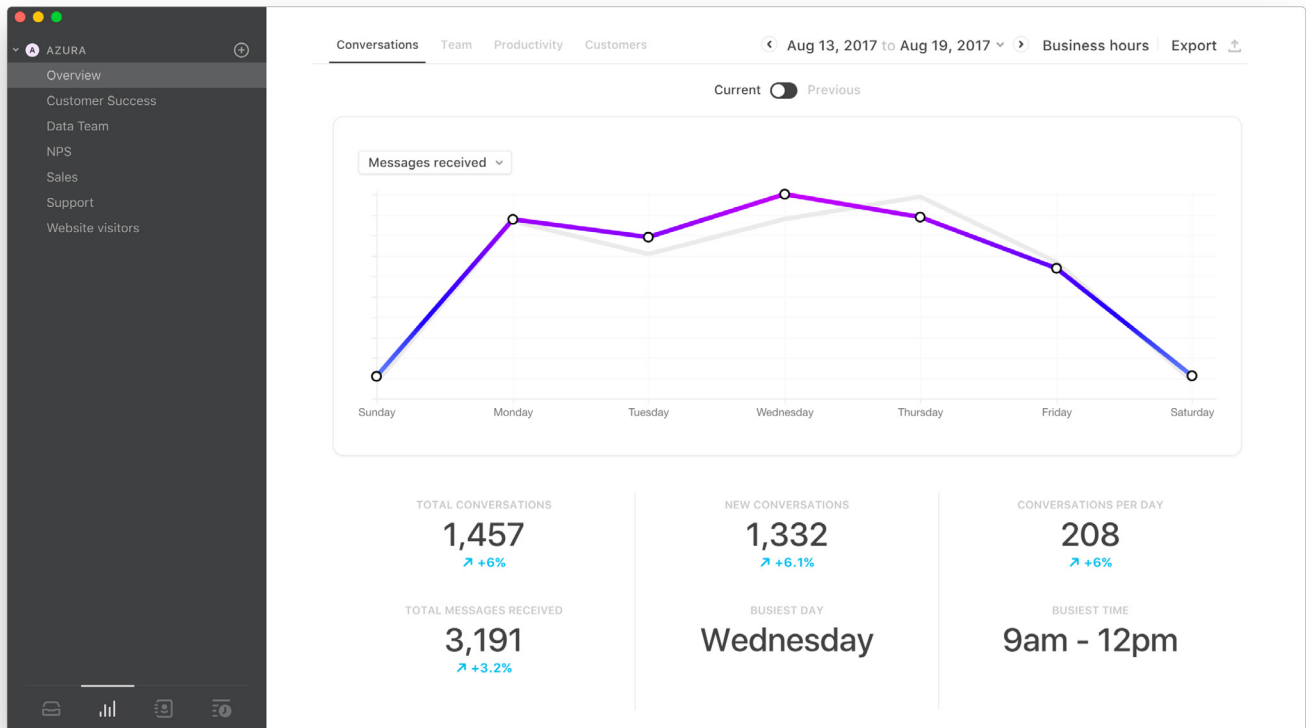 A AZURA
Overview
Customer Success
Data Team
NPS
Sales
Support
Website visitors
Conversations Team Productivity Customers
Aug 13, 2017 to Aug 19, 2017 Business hours Export
Current Previous
Messages received
Sunday Monday Tuesday Wednesday Thursday Friday Saturday
TOTAL CONVERSATIONS NEW CONVERSATIONS CONVERSATIONS PER DAY
1,457 1,332 208
+6% +6.1% +6%
TOTAL MESSAGES RECEIVED BUSIEST DAY BUSIEST TIME
3,191 Wednesday 9am - 12pm
+3.2%